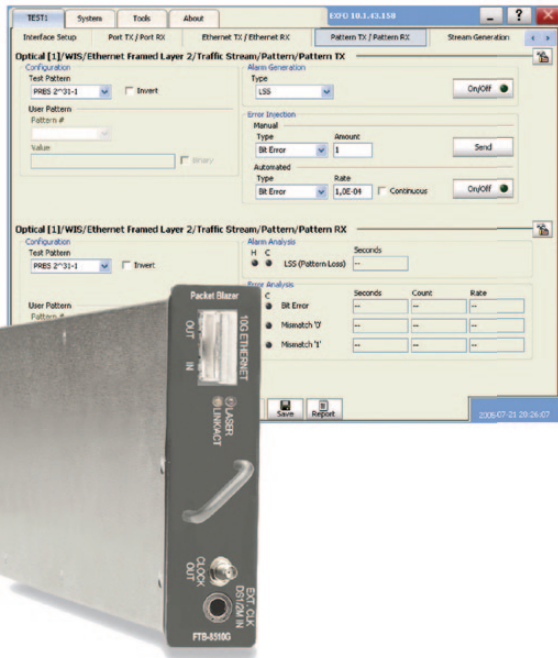 TEST1 System Tools About EXFO 10.1.43.158
Interface Setup Port TX / Port RX Ethernet TX / Ethernet RX Pattern TX / Pattern RX Stream Generation
Optical [1]/WIS/Ethernet Framed Layer 2/Traffic Stream/Pattern/Pattern TX
Configuration
Test Pattern
PRBS 2^31-1 Invert
User Pattern
Pattern #
Value
Binary
Alarm Generation
Type
LSS On/Off
Error Injection
Manual
Type Amount
Bit Error 1 Send
Automated
Type Rate
Bit Error 1,0E-04 Continuous On/Off
Optical [1]/WIS/Ethernet Framed Layer 2/Traffic Stream/Pattern/Pattern RX
Configuration
Test Pattern
PRBS 2^31-1 Invert
User Pattern
Pattern #
Alarm Analysis
H C Seconds
LSS (Pattern Loss) --
Error Analysis
C Seconds Count Rate
Bit Error -- -- --
Mismatch '0' -- -- --
Mismatch '1' -- -- --
Save Report
2006-07-21 20:26:07
Packet Blazer
10G ETHERNET
OUT IN
LASER
LINK/ACT
CLOCK
OUT
EXT. CLK
DS1/2M IN
FTB-8510G